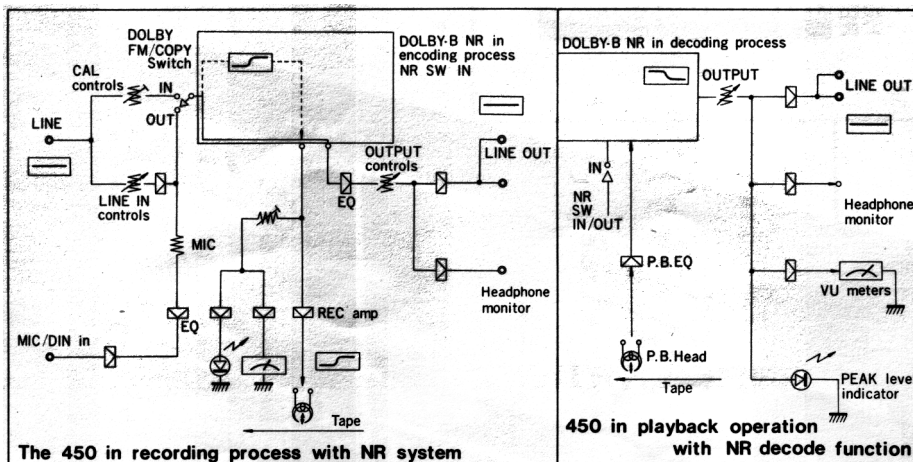 DOLBY
FM/COPY
Switch
DOLBY-B NR in
encoding process
NR SW IN
CAL
controls
IN
OUT
LINE
LINE IN
controls
OUTPUT
controls
LINE OUT
EQ
MIC
Headphone
monitor
EQ
REC amp
MIC/DIN in
Tape
The 450 in recording process with NR system
DOLBY-B NR in decoding process
OUTPUT
LINE OUT
IN
NR
SW
IN/OUT
Headphone
monitor
P.B.EQ
VU meters
P.B.Head
Tape
PEAK level
indicator
450 in playback operation
with NR decode function